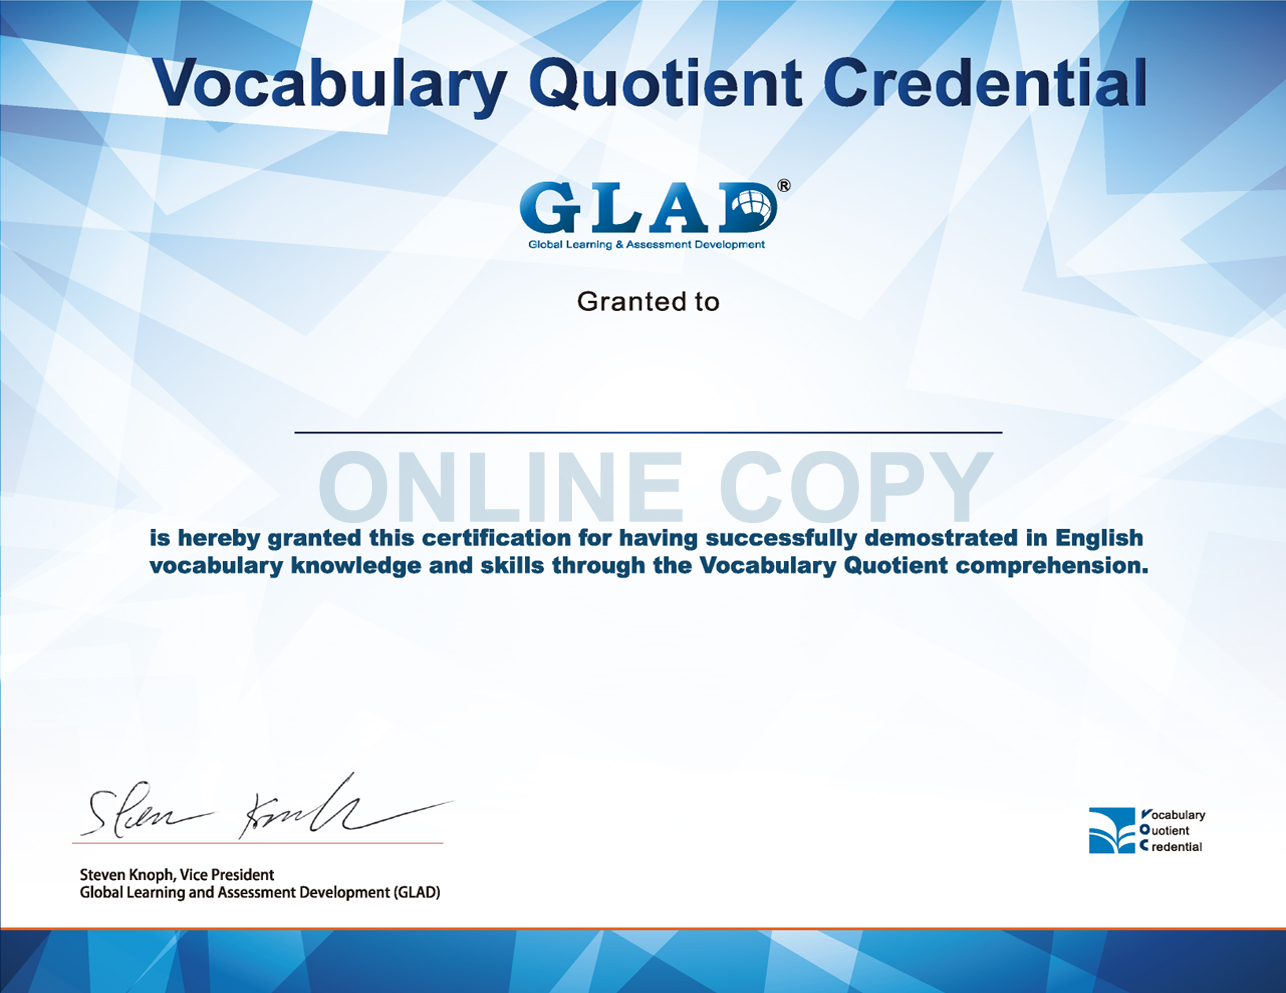 Vocabulary Quotient Credential
GLAD®
Global Learning & Assessment Development
Granted to
ONLINE COPY
is hereby granted this certification for having successfully demostrated in English
vocabulary knowledge and skills through the Vocabulary Quotient comprehension.
Steven Knoph
Steven Knoph, Vice President
Global Learning and Assessment Development (GLAD)
Vocabulary
Quotient
Credential